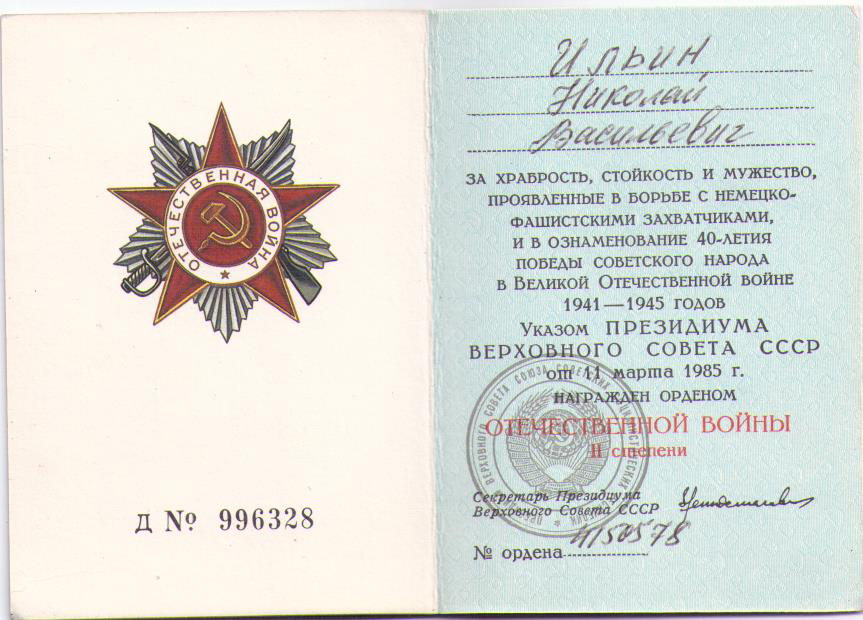 ОТЕЧЕСТВЕННАЯ ВОЙНА
Д № 996328
Ильин
Николай
Васильевич
ЗА ХРАБРОСТЬ, СТОЙКОСТЬ И МУЖЕСТВО,
ПРОЯВЛЕННЫЕ В БОРЬБЕ С НЕМЕЦКО-
ФАШИСТСКИМИ ЗАХВАТЧИКАМИ,
И В ОЗНАМЕНОВАНИЕ 40-ЛЕТИЯ
ПОБЕДЫ СОВЕТСКОГО НАРОДА
В ВЕЛИКОЙ ОТЕЧЕСТВЕННОЙ ВОЙНЕ
1941—1945 ГОДОВ
УКАЗОМ ПРЕЗИДИУМА
ВЕРХОВНОГО СОВЕТА СССР
от 11 марта 1985 г.
НАГРАЖДЕН ОРДЕНОМ
ОТЕЧЕСТВЕННОЙ ВОЙНЫ
II степени
Секретарь Президиума
Верховного Совета СССР
№ ордена 4150578